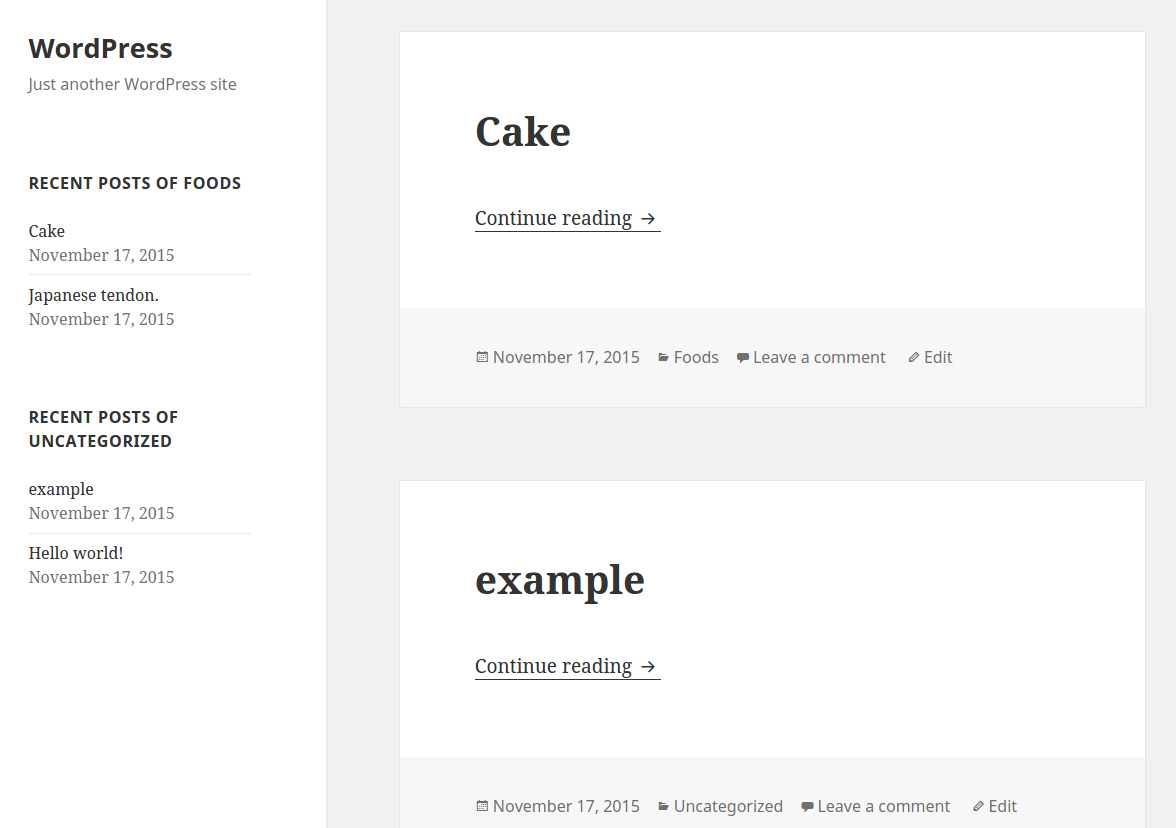 WordPress
Just another WordPress site
RECENT POSTS OF FOODS
Cake
November 17, 2015
Japanese tendon.
November 17, 2015
RECENT POSTS OF
UNCATEGORIZED
example
November 17, 2015
Hello world!
November 17, 2015
Cake
Continue reading →
November 17, 2015 Foods Leave a comment Edit
example
Continue reading →
November 17, 2015 Uncategorized Leave a comment Edit